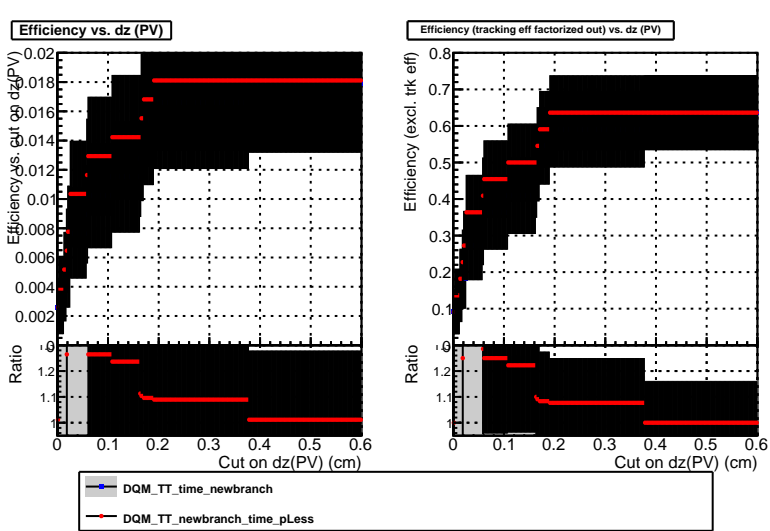 Efficiency vs. dz (PV)
Efficiency vs. cut on dz(PV)
0.02
0.018
0.016
0.014
0.012
0.01
0.008
0.006
0.004
0.002
0
Ratio
1.2
1.1
1
0 0.1 0.2 0.3 0.4 0.5 0.6
Cut on dz(PV) (cm)
Efficiency (tracking eff factorized out) vs. dz (PV)
Efficiency (excl. trk eff)
0.8
0.7
0.6
0.5
0.4
0.3
0.2
0.1
0
Ratio
1.2
1.1
1
0 0.1 0.2 0.3 0.4 0.5 0.6
Cut on dz(PV) (cm)
DQM_TT_time_newbranch
DQM_TT_newbranch_time_pLess